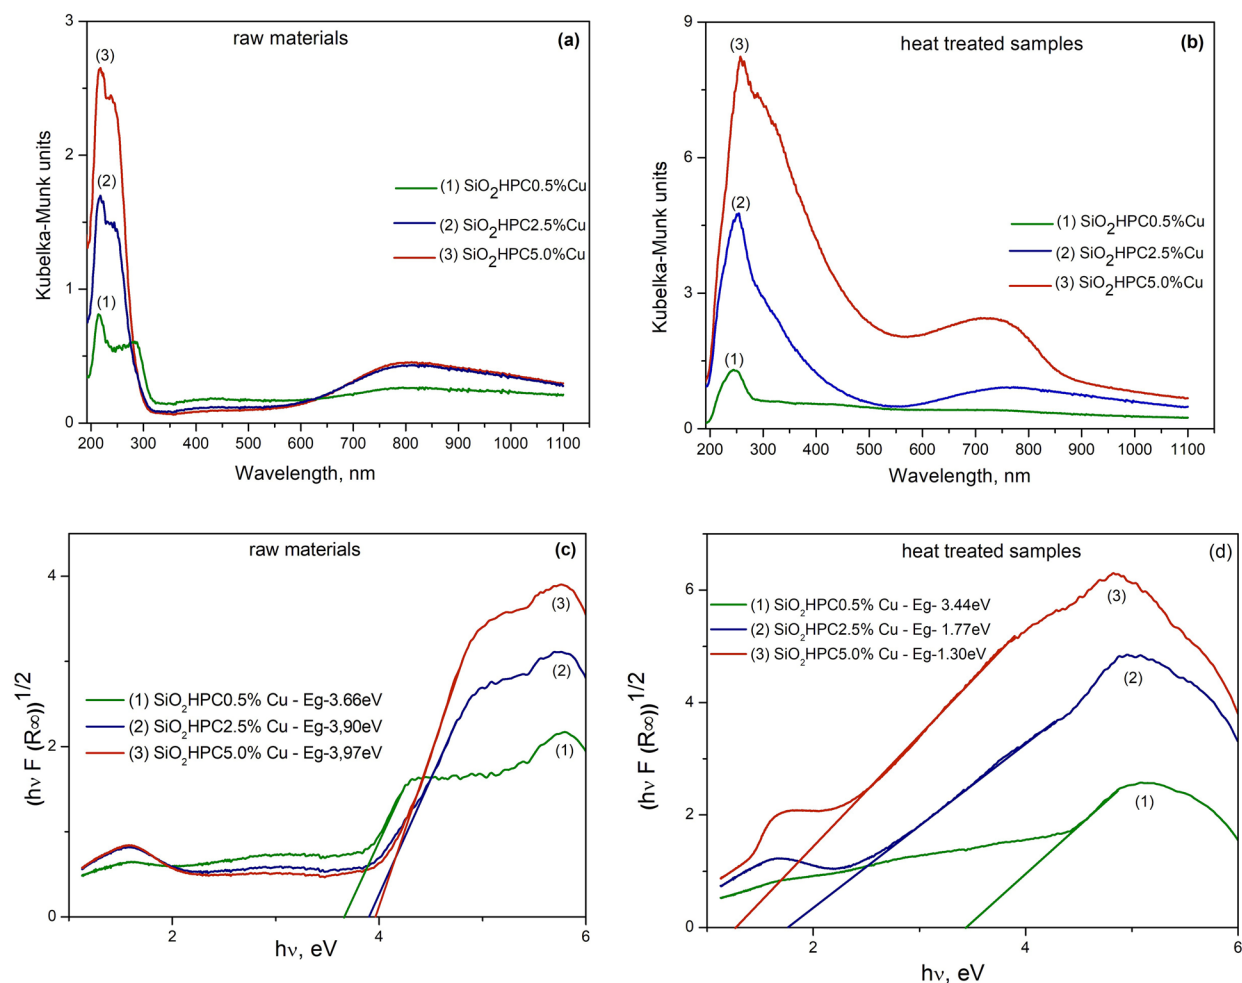 raw materials
(a)
3
2
1
0
(3)
(2)
(1)
(1) SiO2HPC0.5%Cu
(2) SiO2HPC2.5%Cu
(3) SiO2HPC5.0%Cu
Kubelka-Munk units
200 300 400 500 600 700 800 900 1000 1100
Wavelength, nm
heat treated samples
(b)
9
6
3
0
(3)
(2)
(1)
(1) SiO2HPC0.5%Cu
(2) SiO2HPC2.5%Cu
(3) SiO2HPC5.0%Cu
Kubelka-Munk units
200 300 400 500 600 700 800 900 1000 1100
Wavelength, nm
raw materials
(c)
4
2
0
(3)
(2)
(1)
(1) SiO2HPC0.5% Cu - Eg-3.66eV
(2) SiO2HPC2.5% Cu - Eg-3,90eV
(3) SiO2HPC5.0% Cu - Eg-3,97eV
(hν F (R∞))1/2
2 4 6
hν, eV
heat treated samples
(d)
6
4
2
0
(3)
(2)
(1)
(1) SiO2HPC0.5% Cu - Eg- 3.44eV
(2) SiO2HPC2.5% Cu - Eg- 1.77eV
(3) SiO2HPC5.0% Cu - Eg-1.30eV
(hν F (R∞))1/2
2 4 6
hν, eV